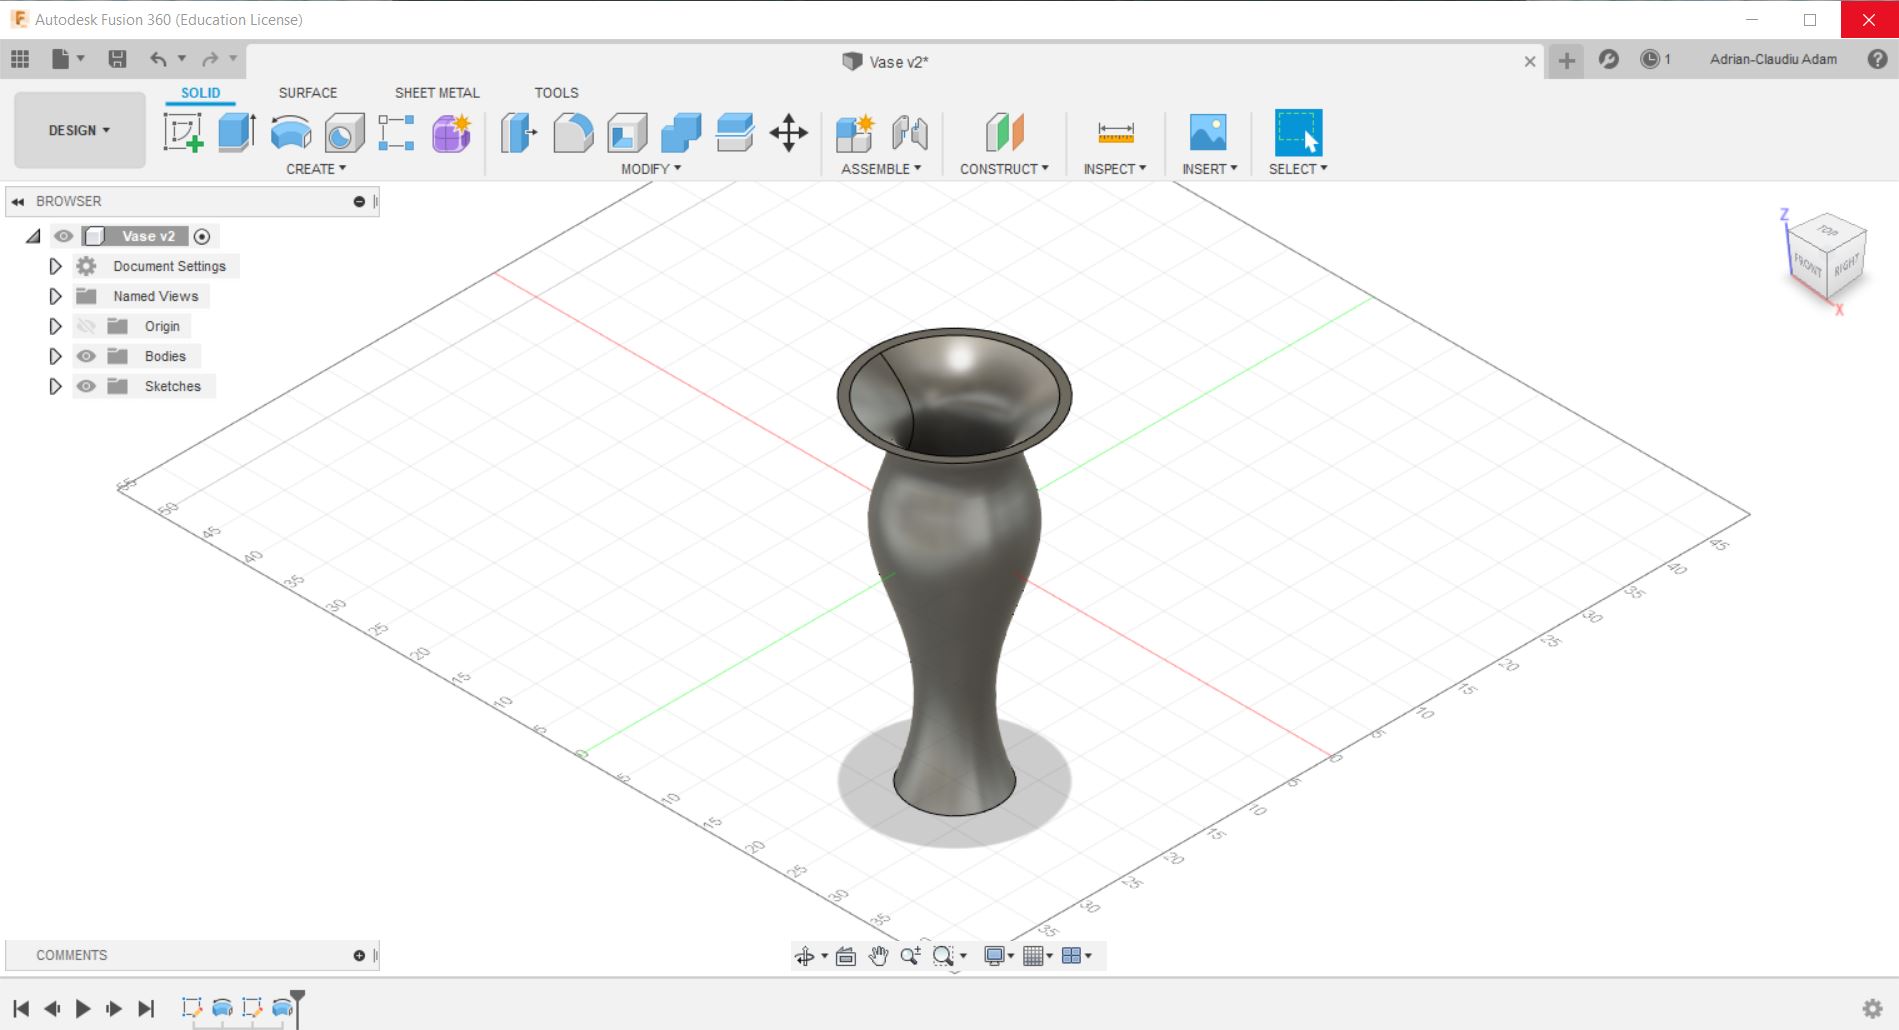 Autodesk Fusion 360 (Education License)
Vase v2*
1
Adrian-Claudiu Adam
SOLID
SURFACE
SHEET METAL
TOOLS
DESIGN
CREATE
MODIFY
ASSEMBLE
CONSTRUCT
INSPECT
INSERT
SELECT
BROWSER
Vase v2
Document Settings
Named Views
Origin
Bodies
Sketches
Z
TOP
FRONT
RIGHT
X
55
50
45
40
35
30
25
20
15
10
5
0
5
10
15
20
25
30
35
45
40
35
30
25
20
15
10
5
0
5
10
15
20
25
30
35
COMMENTS